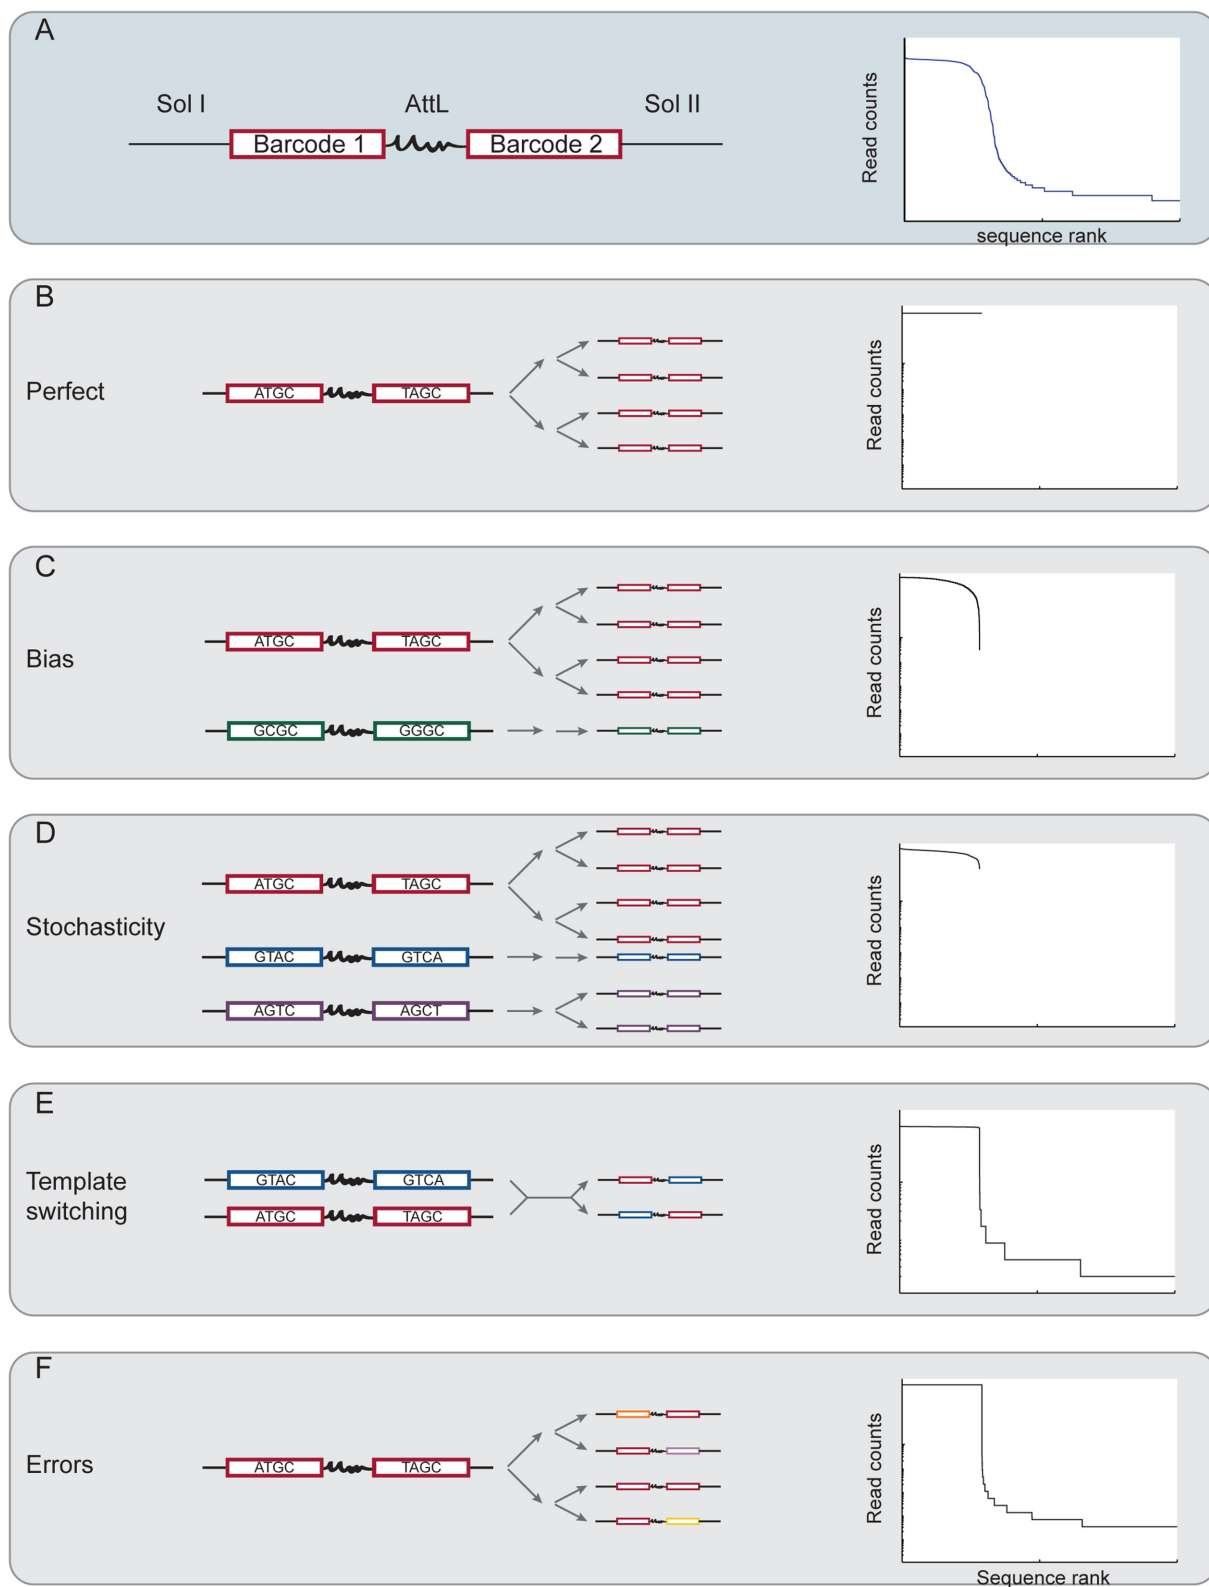 A
Sol I AttL Sol II
Barcode 1 Barcode 2
Read counts
sequence rank
B
Perfect
ATGC TAGC
Read counts
C
Bias
ATGC TAGC
GCGC GGGC
Read counts
D
Stochasticity
ATGC TAGC
GTAC GTCA
AGTC AGCT
Read counts
E
Template
switching
GTAC GTCA
ATGC TAGC
Read counts
F
Errors
ATGC TAGC
Read counts
Sequence rank